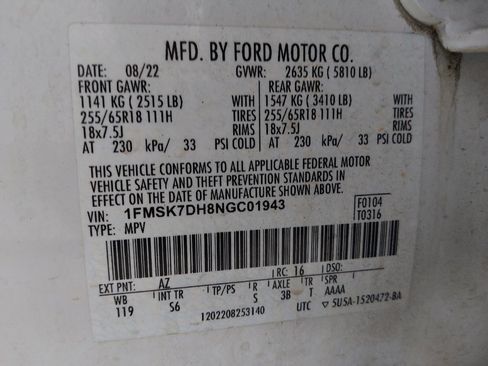 MFD. BY FORD MOTOR CO.
DATE: 08/22 GVWR: 2635 KG ( 5810 LB)
FRONT GAWR: REAR GAWR:
1141 KG ( 2515 LB) WITH 1547 KG ( 3410 LB) WITH
255/65R18 111H TIRES 255/65R18 111H TIRES
18x7.5J RIMS 18x7.5J RIMS
AT 230 kPa/ 33 PSI COLD AT 230 kPa/ 33 PSI COLD
THIS VEHICLE CONFORMS TO ALL APPLICABLE FEDERAL MOTOR
VEHICLE SAFETY AND THEFT PREVENTION STANDARDS IN
EFFECT ON THE DATE OF MANUFACTURE SHOWN ABOVE.
VIN: 1FMSK7DH8NGC01943 F0104
TYPE: MPV T0316
EXT PNT: AZ RC: 16 DSO:
WB INT TR TP/PS R AXLE TR SPR
119 S6 S 3B T AAAA
1202208253140 UTC 5U5A-1520472-BA